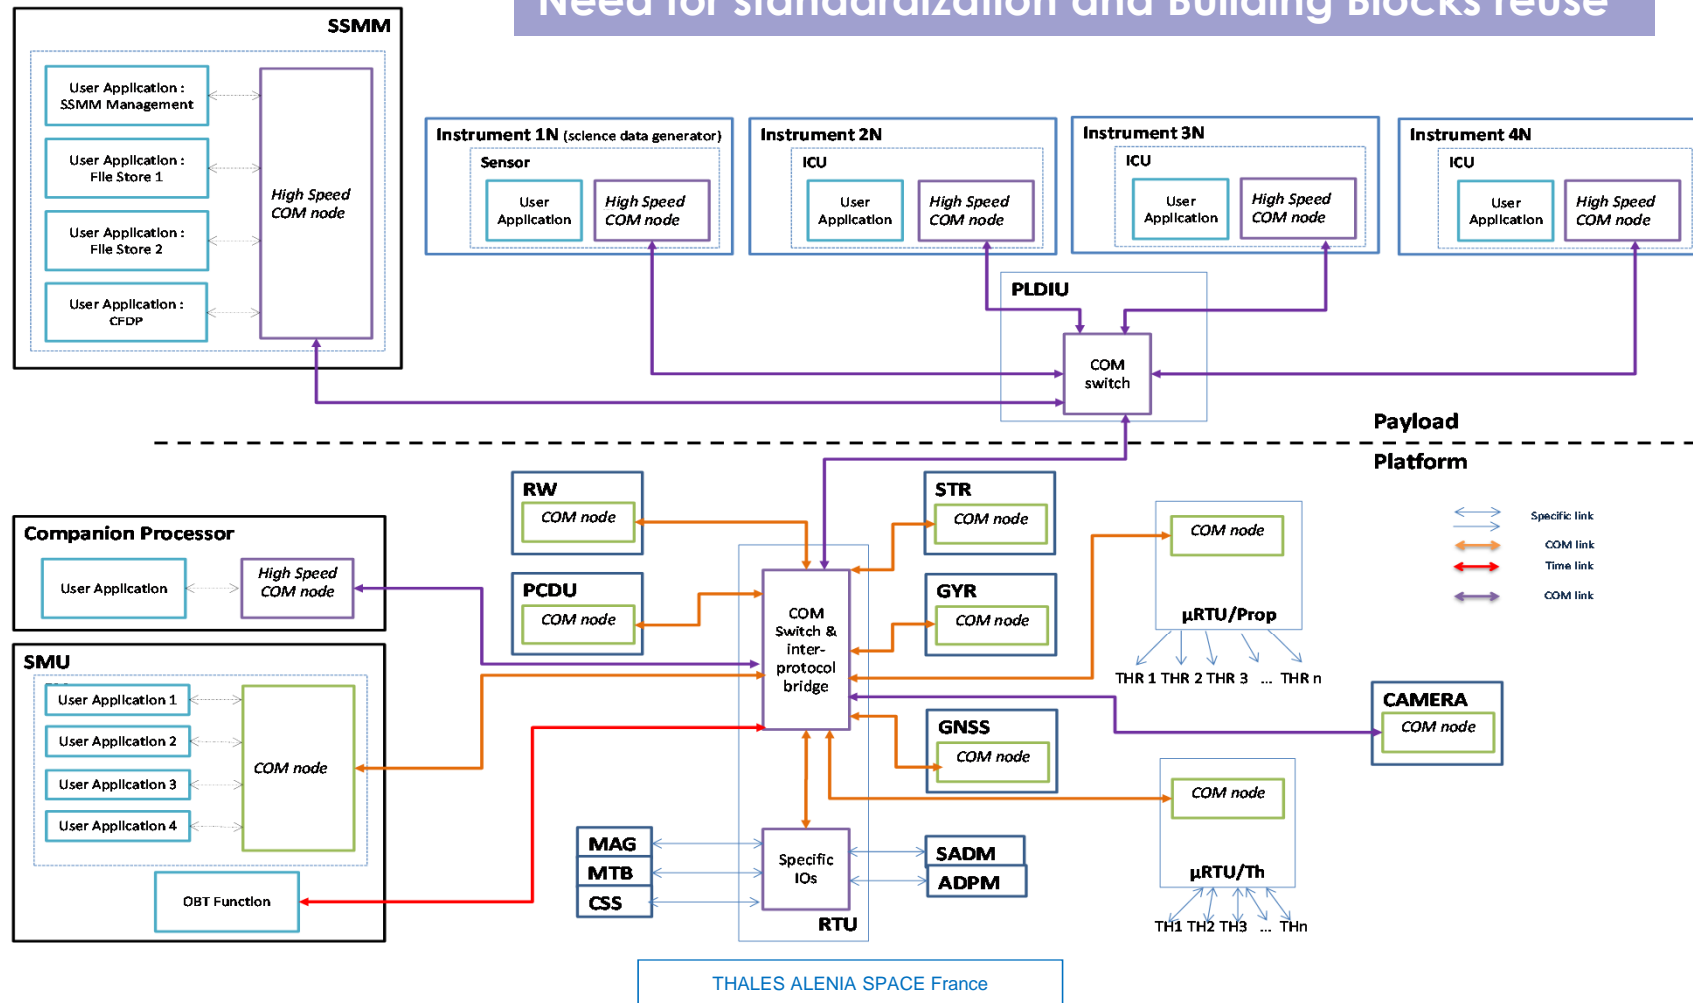 Need for standardization and Building Blocks reuse
SSMM
User Application :
SSMM Management
User Application :
File Store 1
User Application :
File Store 2
User Application :
CFDP
High Speed
COM node
Instrument 1N (science data generator)
Sensor
User
Application
High Speed
COM node
Instrument 2N
ICU
User
Application
High Speed
COM node
Instrument 3N
ICU
User
Application
High Speed
COM node
Instrument 4N
ICU
User
Application
High Speed
COM node
PLDIU
COM
switch
Payload
Platform
Companion Processor
User Application
High Speed
COM node
SMU
User Application 1
User Application 2
User Application 3
User Application 4
COM node
OBT Function
RW
COM node
PCDU
COM node
COM
Switch &
inter-
protocol
bridge
STR
COM node
GYR
COM node
GNSS
COM node
COM node
µRTU/Prop
THR 1 THR 2 THR 3 ... THR n
Specific link
COM link
Time link
COM link
CAMERA
COM node
COM node
µRTU/Th
TH1 TH2 TH3 ... THn
MAG
MTB
CSS
Specific
IOs
SADM
ADPM
RTU
THALES ALENIA SPACE France